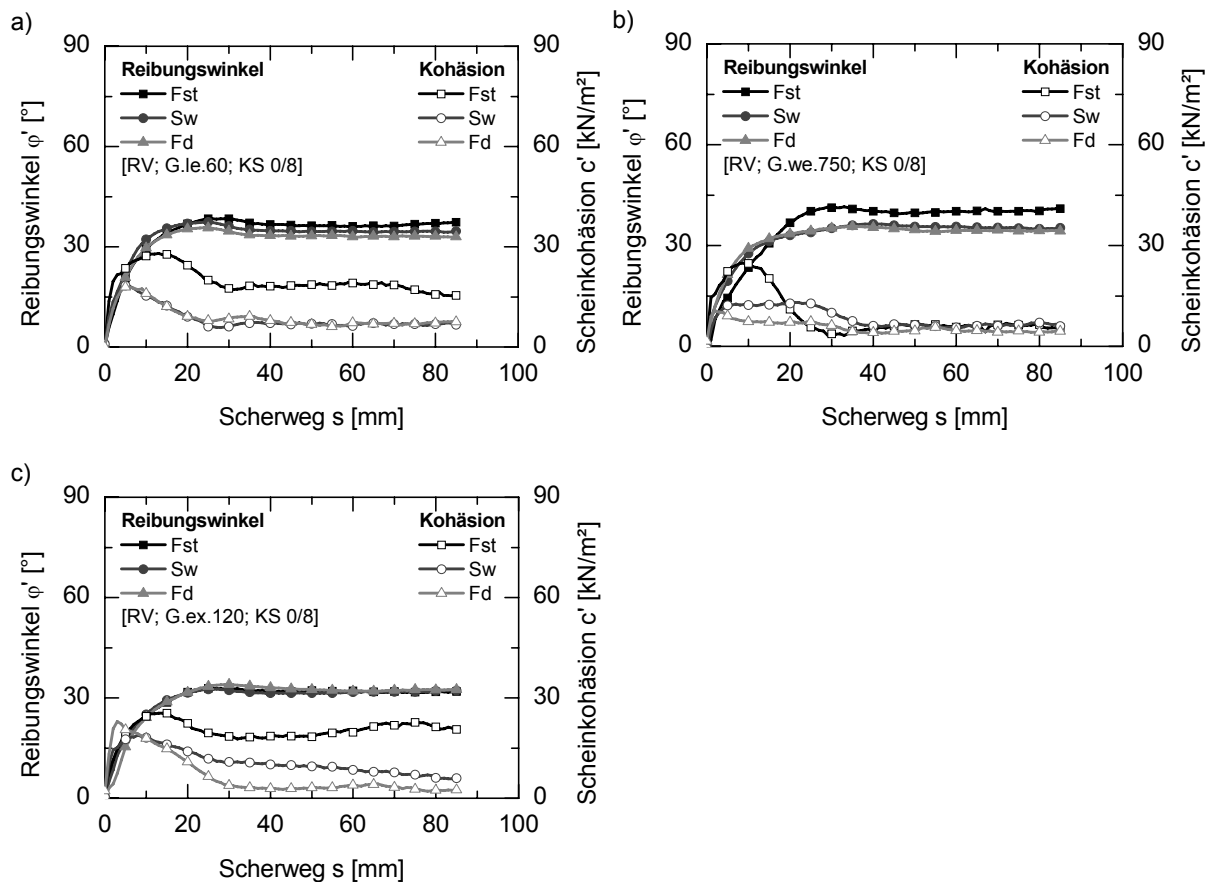 a)
90
60
30
0
Reibungswinkel φ' [°]
Reibungswinkel
Fst
Sw
Fd
[RV; G.le.60; KS 0/8]
Kohäsion
Fst
Sw
Fd
90
60
30
0
Scheinkohäsion c' [kN/m²]
0 20 40 60 80 100
Scherweg s [mm]
b)
90
60
30
0
Reibungswinkel φ' [°]
Reibungswinkel
Fst
Sw
Fd
[RV; G.we.750; KS 0/8]
Kohäsion
Fst
Sw
Fd
90
60
30
0
Scheinkohäsion c' [kN/m²]
0 20 40 60 80 100
Scherweg s [mm]
c)
90
60
30
0
Reibungswinkel φ' [°]
Reibungswinkel
Fst
Sw
Fd
[RV; G.ex.120; KS 0/8]
Kohäsion
Fst
Sw
Fd
90
60
30
0
Scheinkohäsion c' [kN/m²]
0 20 40 60 80 100
Scherweg s [mm]